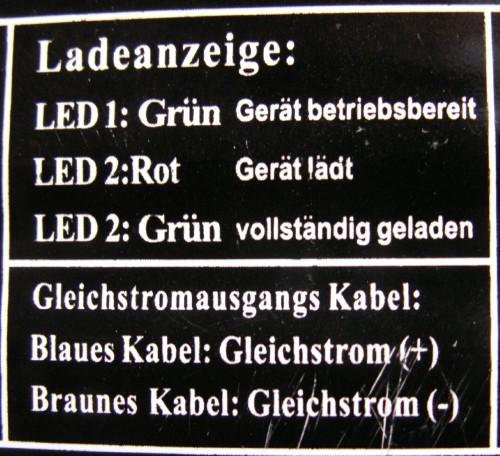 Ladeanzeige:
LED 1: Grün Gerät betriebsbereit
LED 2:Rot Gerät lädt
LED 2: Grün vollständig geladen
Gleichstromausgangs Kabel:
Blaues Kabel: Gleichstrom (+)
Braunes Kabel: Gleichstrom (-)